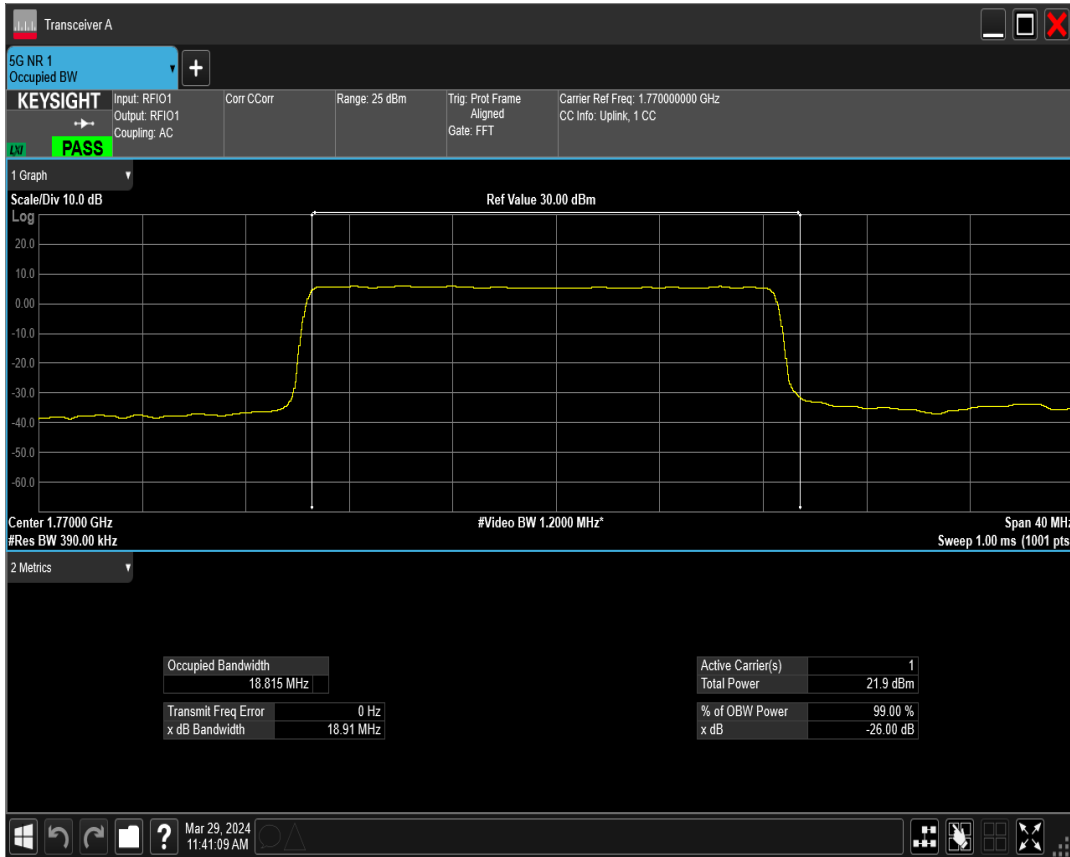 Transceiver A
5G NR 1
Occupied BW
+
KEYSIGHT
LXI
PASS
Input: RFIO1
Output: RFIO1
Coupling: AC
Corr CCorr
Range: 25 dBm
Trig: Prot Frame
Aligned
Gate: FFT
Carrier Ref Freq: 1.770000000 GHz
CC Info: Uplink, 1 CC
1 Graph
Scale/Div 10.0 dB
Ref Value 30.00 dBm
Log
20.0
10.0
0.00
-10.0
-20.0
-30.0
-40.0
-50.0
-60.0
Center 1.77000 GHz
#Video BW 1.2000 MHz*
Span 40 MHz
#Res BW 390.00 kHz
Sweep 1.00 ms (1001 pts
2 Metrics
Occupied Bandwidth
18.815 MHz
Transmit Freq Error 0 Hz
x dB Bandwidth 18.91 MHz
Active Carrier(s) 1
Total Power 21.9 dBm
% of OBW Power 99.00 %
x dB -26.00 dB
?
Mar 29, 2024
11:41:09 AM